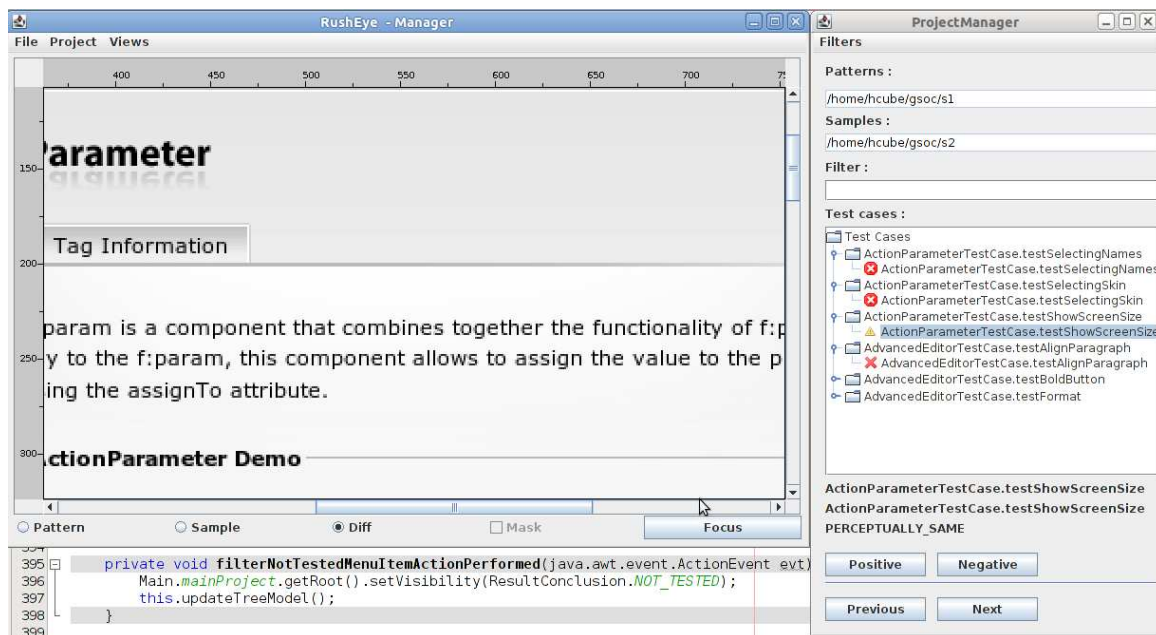 RushEye - Manager
File Project Views
400 450 500 550 600 650 700
150
200
250
300
Parameter
Tag Information
param is a component that combines together the functionality of f:p
y to the f:param, this component allows to assign the value to the p
ing the assignTo attribute.
ActionParameter Demo
Pattern Sample Diff Mask Focus
395 private void filterNotTestedMenuItemActionPerformed(java.awt.event.ActionEvent evt)
396 Main.mainProject.getRoot().setVisibility(ResultConclusion.NOT_TESTED);
397 this.updateTreeModel();
398 }
399
ProjectManager
Filters
Patterns :
/home/hcube/gsoc/s1
Samples :
/home/hcube/gsoc/s2
Filter :
Test cases :
Test Cases
ActionParameterTestCase.testSelectingNames
ActionParameterTestCase.testSelectingNames
ActionParameterTestCase.testSelectingSkin
ActionParameterTestCase.testSelectingSkin
ActionParameterTestCase.testShowScreenSize
ActionParameterTestCase.testShowScreenSize
AdvancedEditorTestCase.testAlignParagraph
AdvancedEditorTestCase.testAlignParagraph
AdvancedEditorTestCase.testBoldButton
AdvancedEditorTestCase.testFormat
ActionParameterTestCase.testShowScreenSize
ActionParameterTestCase.testShowScreenSize
PERCEPTUALLY_SAME
Positive Negative
Previous Next